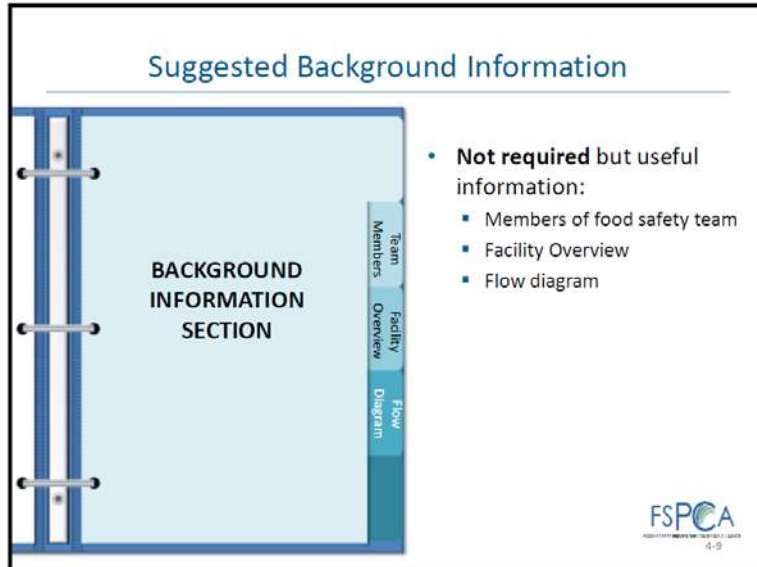 Suggested Background Information
BACKGROUND
INFORMATION
SECTION
Team
Members
Facility
Overview
Flow
Diagram
• Not required but useful
information:
▪ Members of food safety team
▪ Facility Overview
▪ Flow diagram
FSPCA
4-9